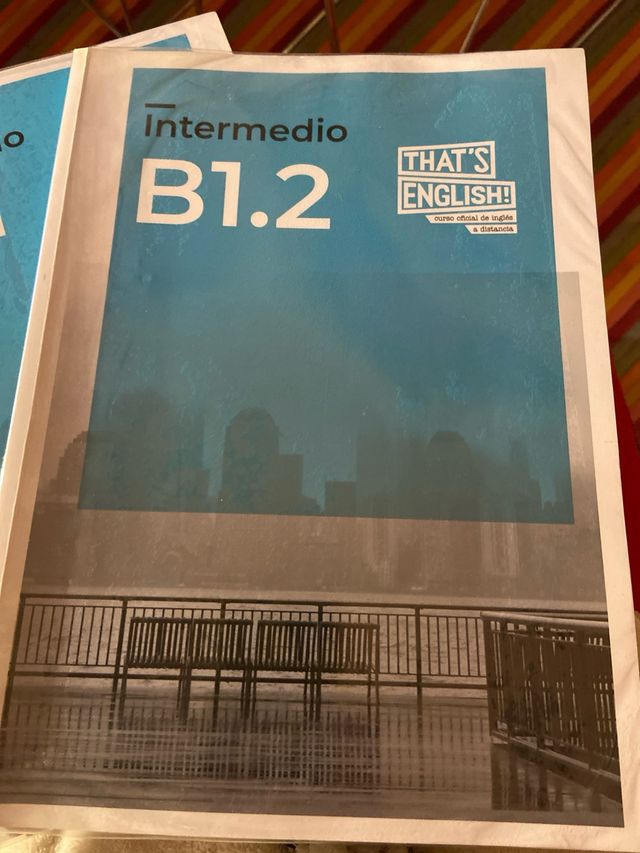 Intermedio
B1.2
THAT'S
ENGLISH!
curso oficial de inglés
a distancia